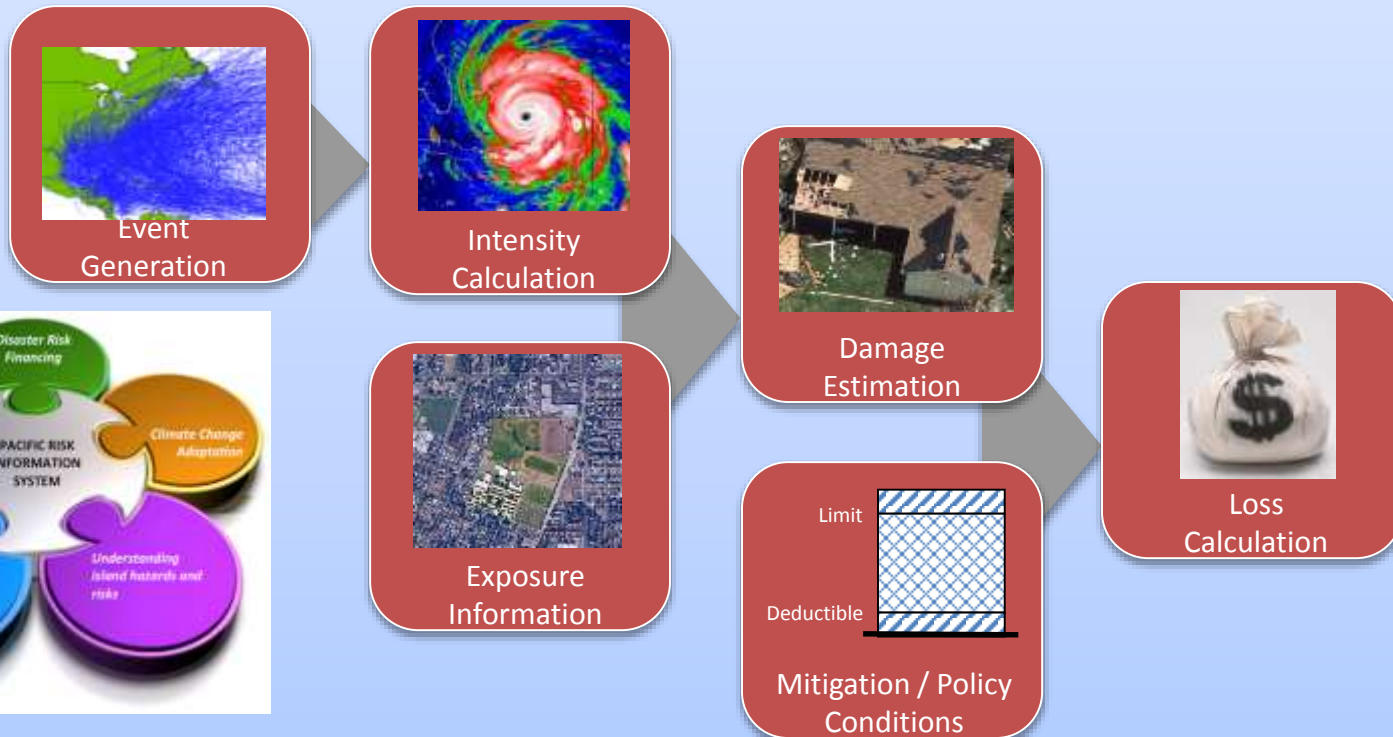 Event
Generation
Intensity
Calculation
Disaster Risk
Financing
PACIFIC RISK
NFORMATION
SYSTEM
Climate Change
Adaptation
Understanding
island hazards and
risks
Exposure
Information
Damage
Estimation
Limit
Deductible
Mitigation / Policy
Conditions
$
Loss
Calculation